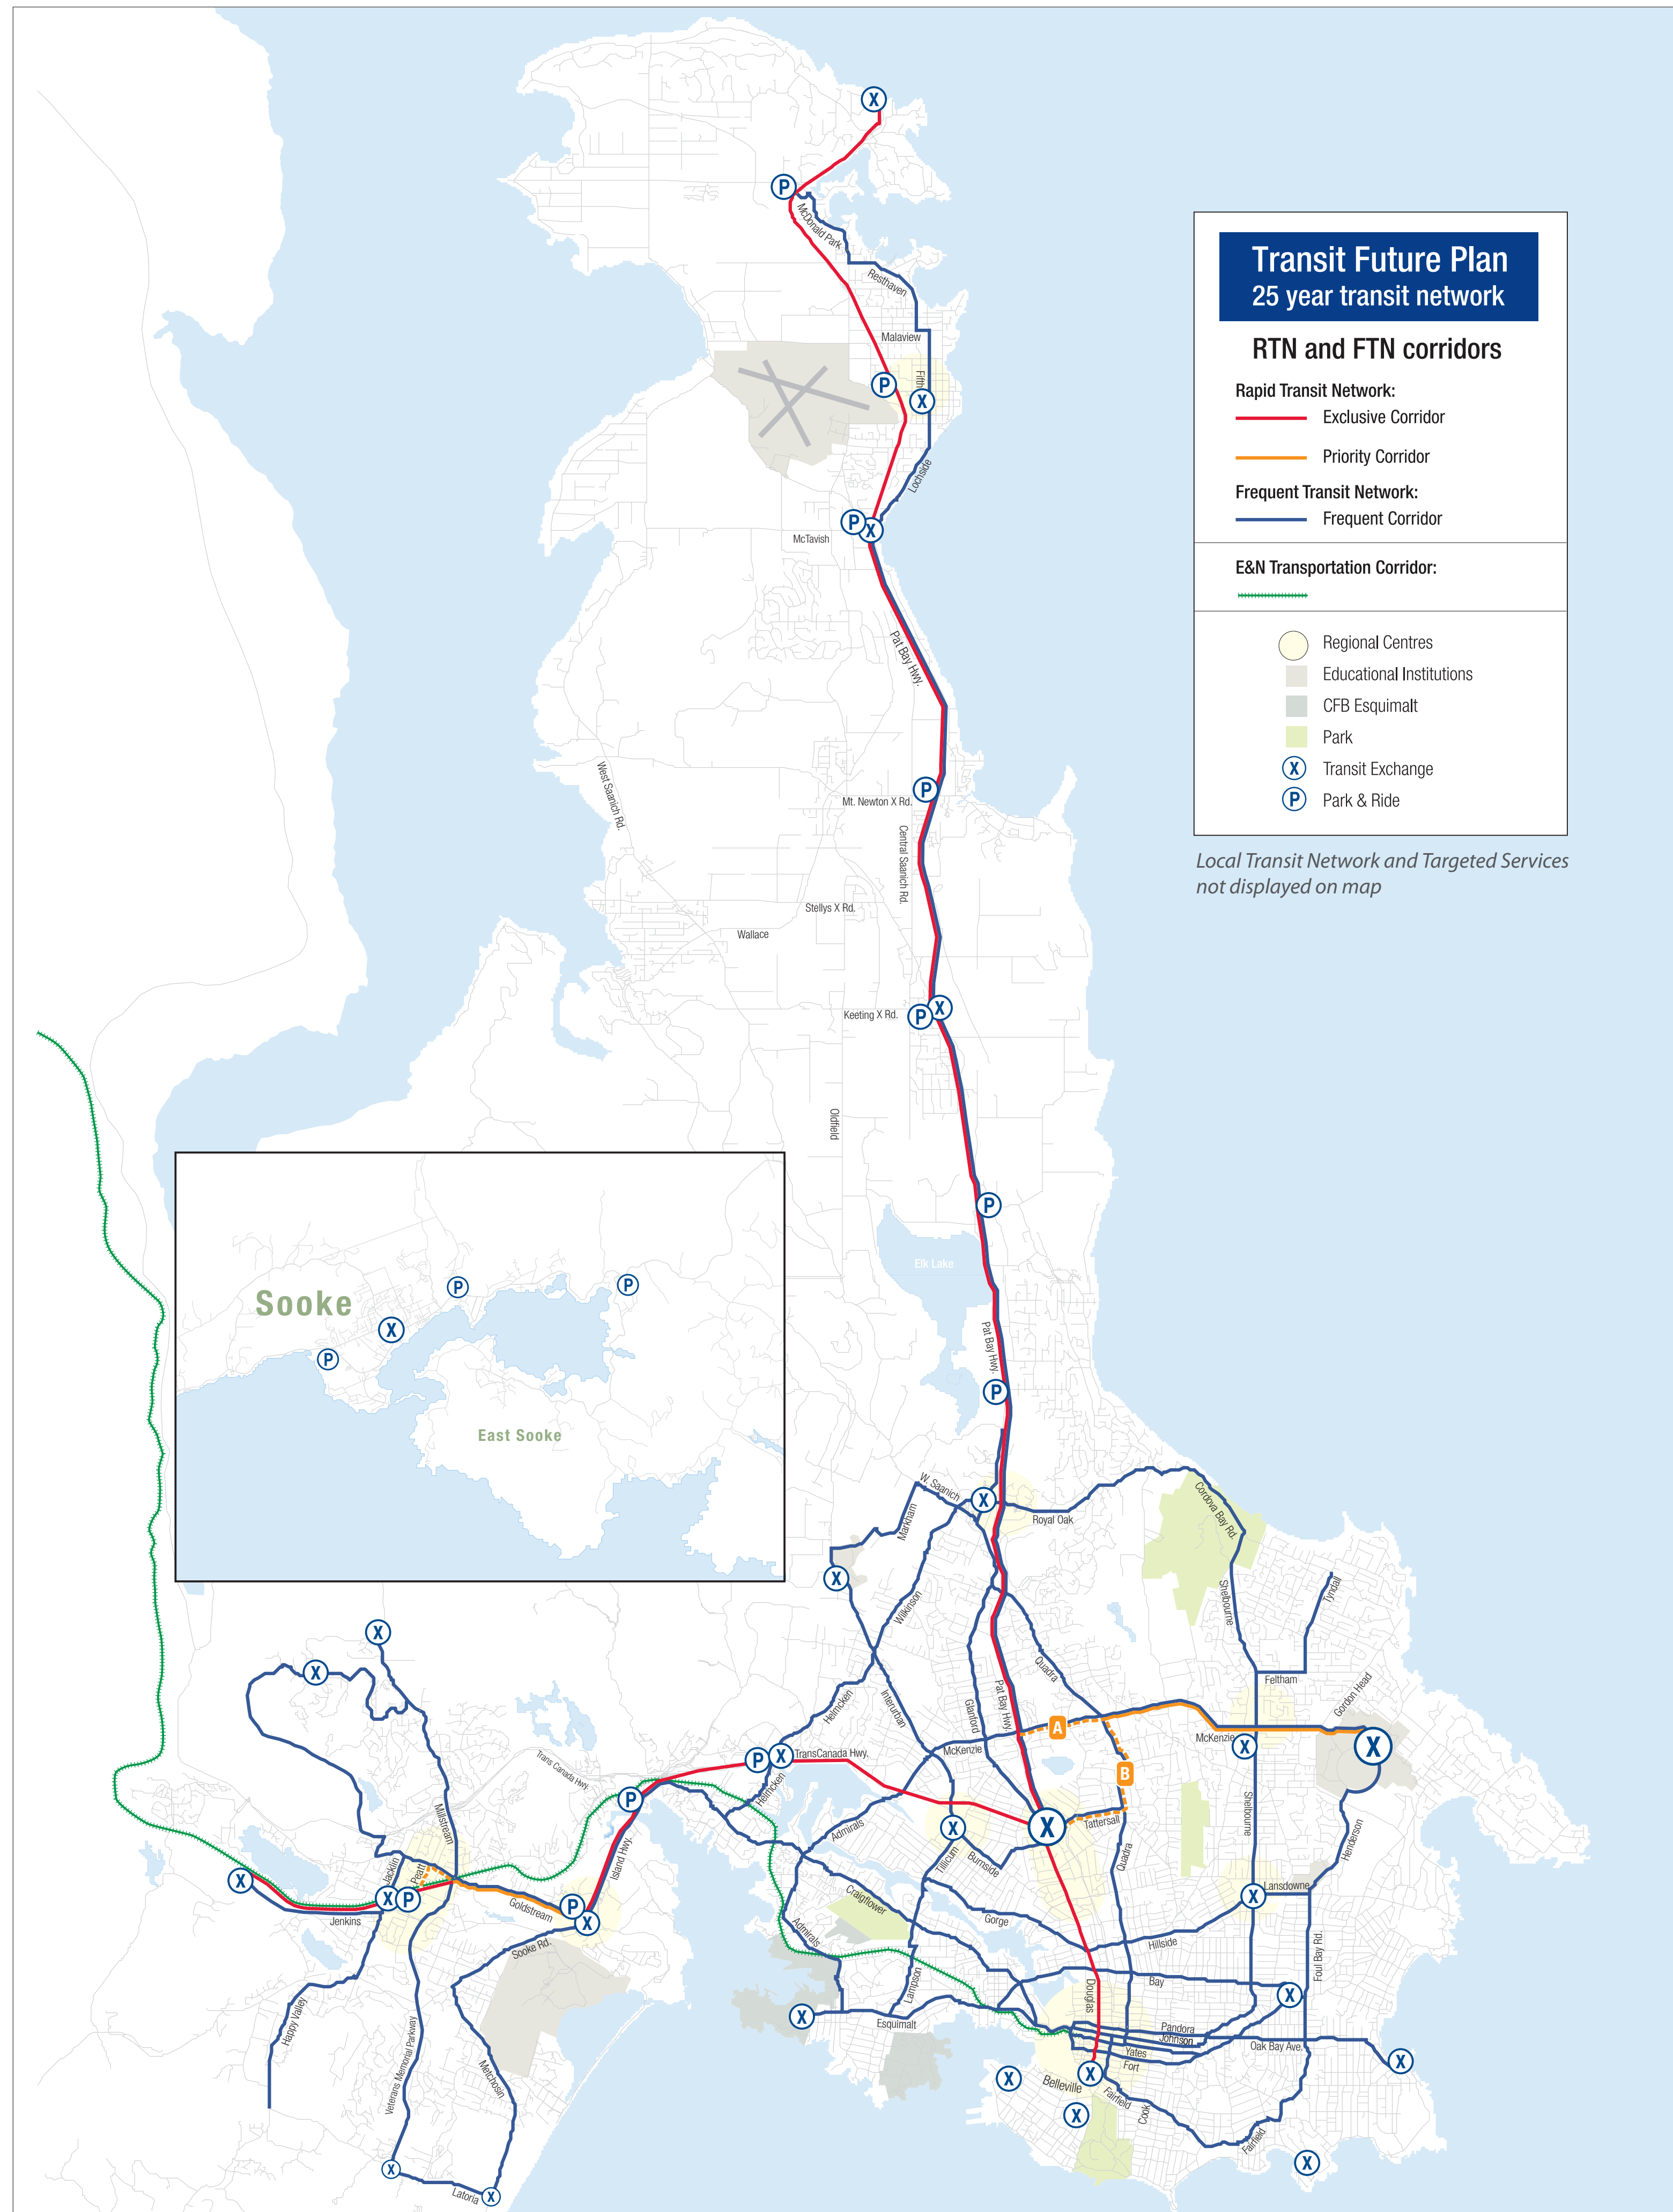 Transit Future Plan
25 year transit network
RTN and FTN corridors
Rapid Transit Network:
Exclusive Corridor
Priority Corridor
Frequent Transit Network:
Frequent Corridor
E&N Transportation Corridor:
Regional Centres
Educational Institutions
CFB Esquimalt
Park
X Transit Exchange
P Park & Ride
Local Transit Network and Targeted Services
not displayed on map
X
P
McDonald Park
Resthaven
Malaview
P
Fifth
X
Lochside
P
X
McTavish
Pat Bay Hwy.
West Saanich Rd.
P
Mt. Newton X Rd.
Central Saanich Rd.
Stellys X Rd.
Wallace
Keeting X Rd.
P
X
Oldfield
P
Elk Lake
Pat Bay Hwy.
P
Sooke
P
P
X
P
East Sooke
W. Saanich
X
Royal Oak
Markham
Cordova Bay Rd.
X
Wilkinson
Shelbourne
Tyndall
X
X
Quadra
Feltham
Gordon Head
Helmcken
Interurban
Glanford
Pat Bay Hwy.
A
McKenzie
McKenzie
X
X
Trans Canada Hwy.
P
X
TransCanada Hwy.
Helmcken
B
P
Millstream
Admirals
X
X
Tattersall
Shelbourne
Henderson
Island Hwy.
Tillicum
Burnside
Quadra
X
Jacklin
Peatt
X
P
Goldstream
P
X
Jenkins
Craigflower
Gorge
Lansdowne
X
Sooke Rd.
Admirals
Hillside
Foul Bay Rd.
Lampson
Douglas
Bay
X
Happy Valley
Veterans Memorial Parkway
Metchosin
X
Esquimalt
Pandora
Johnson
Yates
Fort
Oak Bay Ave.
X
X
Belleville
X
Fairfield
Cook
X
Fairfield
X
X
Latoria
X